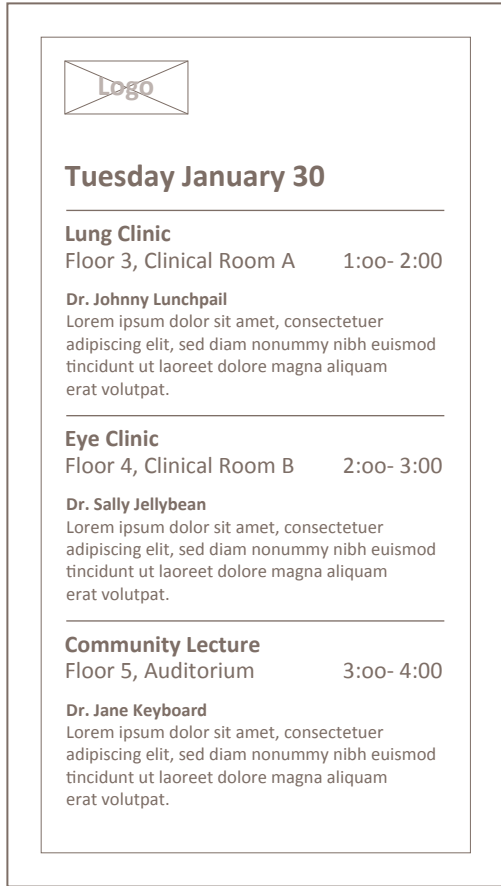 Logo
Tuesday January 30
Lung Clinic
Floor 3, Clinical Room A 1:oo- 2:00
Dr. Johnny Lunchpail
Lorem ipsum dolor sit amet, consectetuer
adipiscing elit, sed diam nonummy nibh euismod
tincidunt ut laoreet dolore magna aliquam
erat volutpat.
Eye Clinic
Floor 4, Clinical Room B 2:oo- 3:00
Dr. Sally Jellybean
Lorem ipsum dolor sit amet, consectetuer
adipiscing elit, sed diam nonummy nibh euismod
tincidunt ut laoreet dolore magna aliquam
erat volutpat.
Community Lecture
Floor 5, Auditorium 3:oo- 4:00
Dr. Jane Keyboard
Lorem ipsum dolor sit amet, consectetuer
adipiscing elit, sed diam nonummy nibh euismod
tincidunt ut laoreet dolore magna aliquam
erat volutpat.